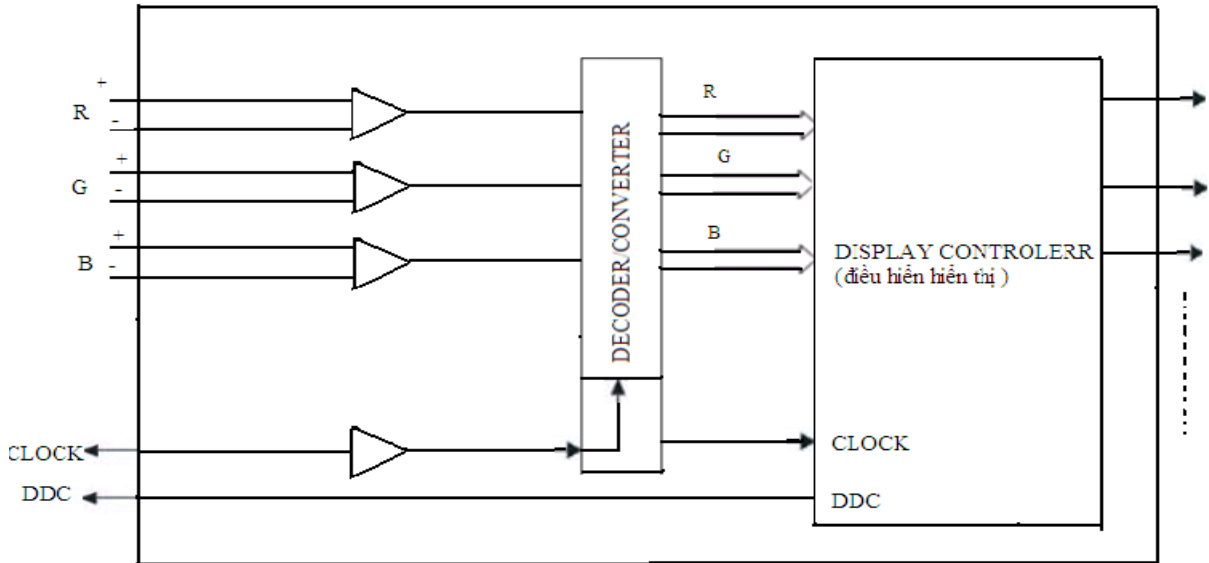 +
R
-
+
G
-
+
B
-
DECODER/CONVERTER
R
G
B
DISPLAY CONTROLERR
( điều hiển hiển thị )
CLOCK
CLOCK
DDC
DDC